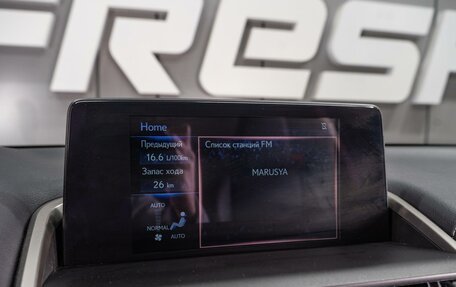 FRESH
Home
Предыдущий
16,6 L/100km
Запас хода
26 km
AUTO
NORMAL
AUTO
Список станций FM
MARUSYA